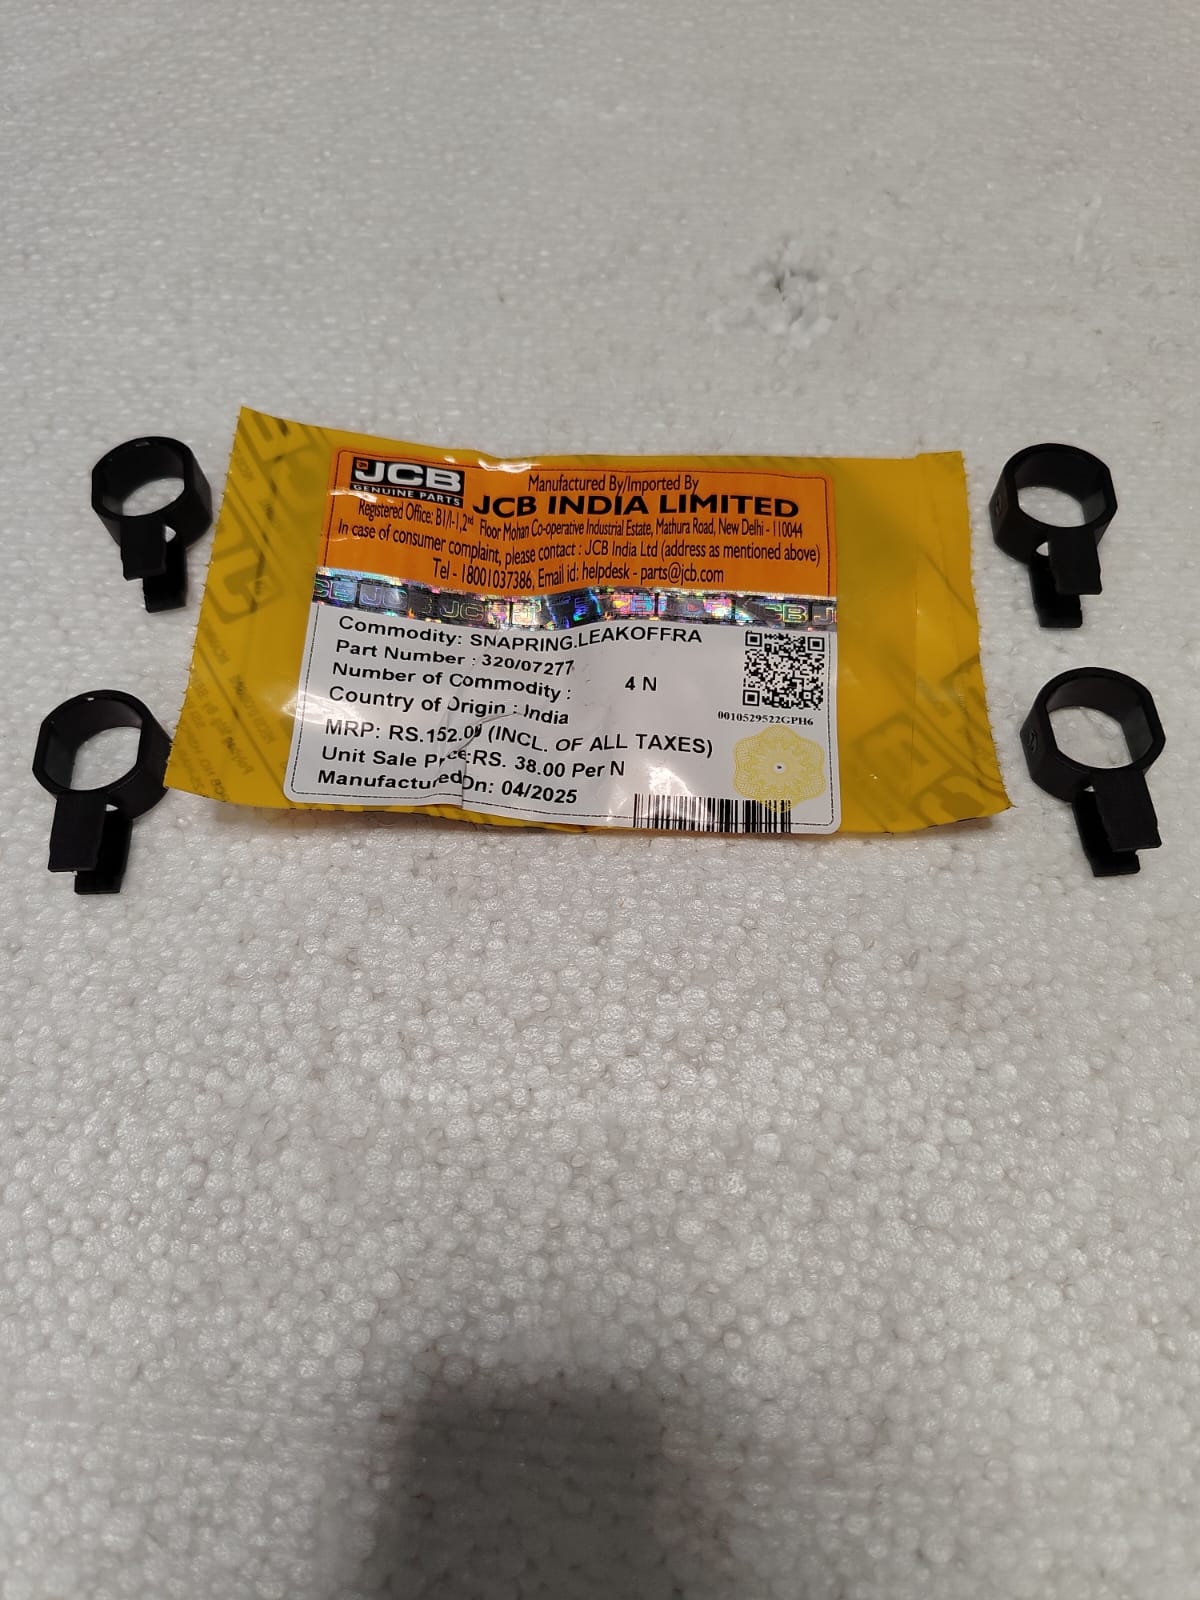 JCB
GENUINE PARTS
Manufactured By/Imported By
JCB INDIA LIMITED
Registered Office: B1/I-1,2nd Floor Mohan Co-operative Industrial Estate, Mathura Road, New Delhi - 110044
In case of consumer complaint, please contact : JCB India Ltd (address as mentioned above)
Tel - 18001037386, Email id: helpdesk - parts@jcb.com
Commodity: SNAPRING.LEAKOFFRA
Part Number : 320/07277
Number of Commodity : 4 N
Country of Origin : India
MRP: RS.152.00 (INCL. OF ALL TAXES)
Unit Sale Price:RS. 38.00 Per N
Manufactured On: 04/2025
0010529522GPH6